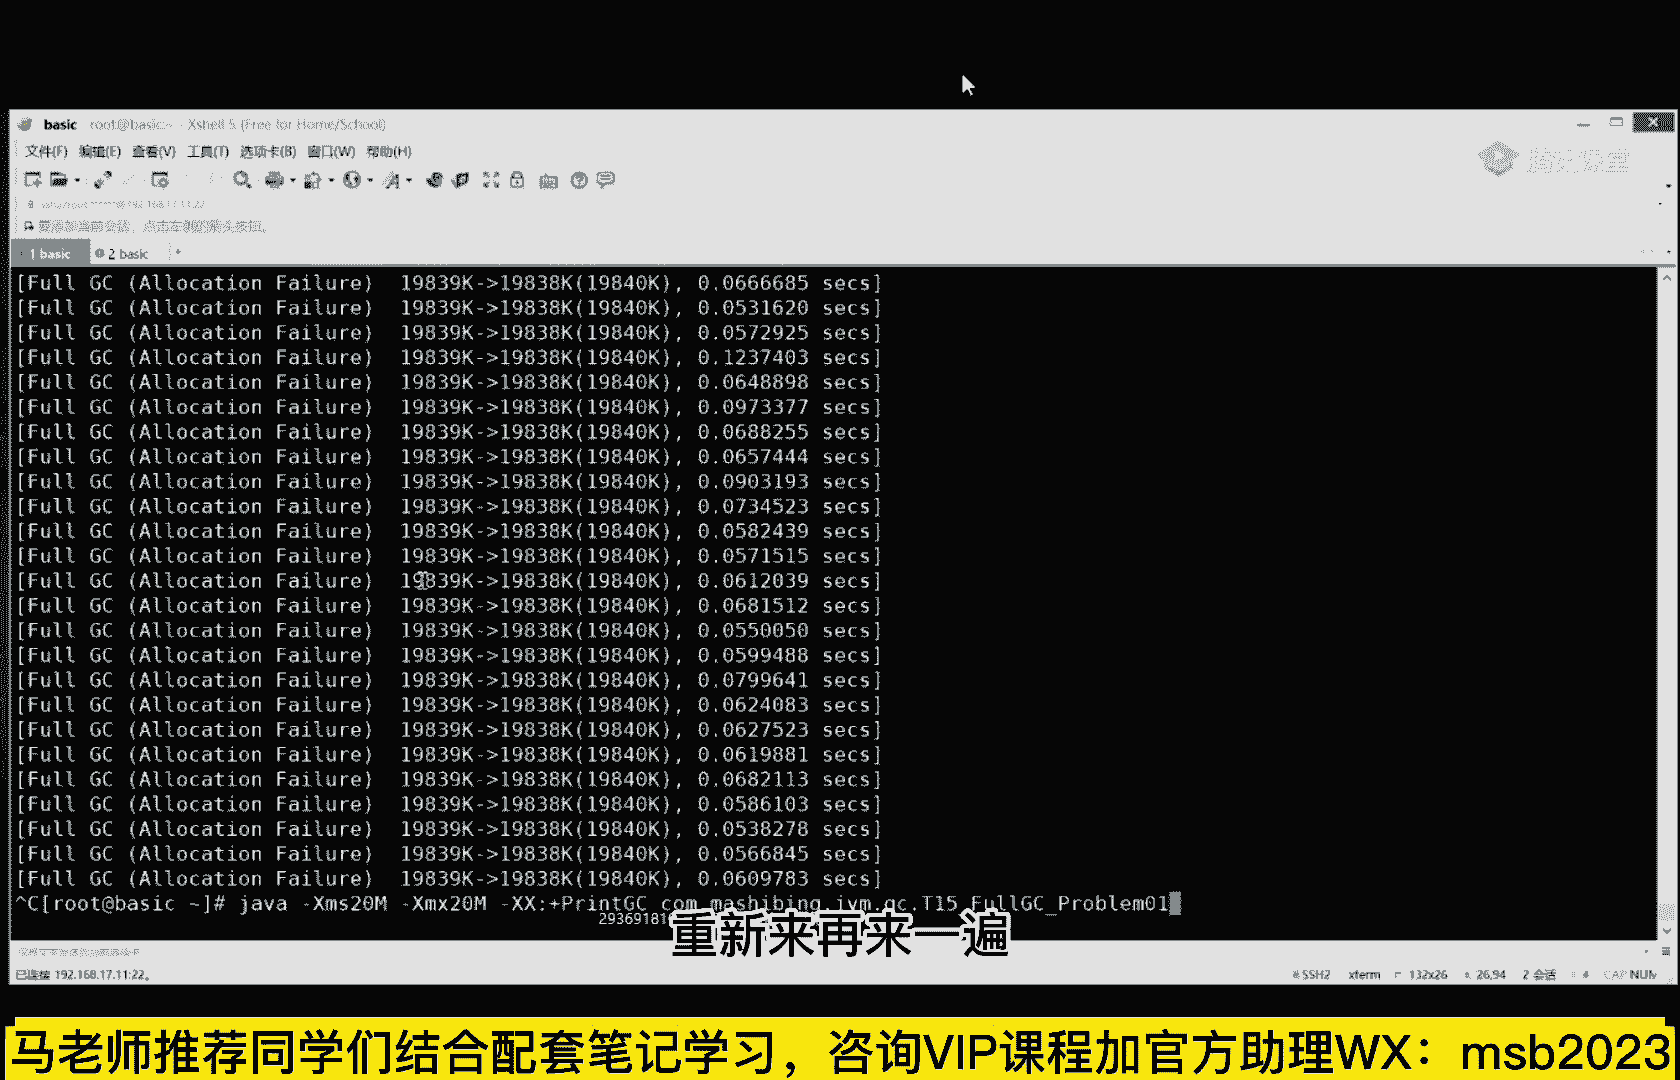 basic root@basic:~ - Xshell 5 (Free for Home/School)
文件(F) 编辑(E) 查看(V) 工具(T) 选项卡(B) 窗口(W) 帮助(H)
要添加当前会话，点击左侧的箭头按钮。
1 basic 2 basic +
[Full GC (Allocation Failure)  19839K->19838K(19840K), 0.0666685 secs]
[Full GC (Allocation Failure)  19839K->19838K(19840K), 0.0531620 secs]
[Full GC (Allocation Failure)  19839K->19838K(19840K), 0.0572925 secs]
[Full GC (Allocation Failure)  19839K->19838K(19840K), 0.1237403 secs]
[Full GC (Allocation Failure)  19839K->19838K(19840K), 0.0648898 secs]
[Full GC (Allocation Failure)  19839K->19838K(19840K), 0.0973377 secs]
[Full GC (Allocation Failure)  19839K->19838K(19840K), 0.0688255 secs]
[Full GC (Allocation Failure)  19839K->19838K(19840K), 0.0657444 secs]
[Full GC (Allocation Failure)  19839K->19838K(19840K), 0.0903193 secs]
[Full GC (Allocation Failure)  19839K->19838K(19840K), 0.0734523 secs]
[Full GC (Allocation Failure)  19839K->19838K(19840K), 0.0582439 secs]
[Full GC (Allocation Failure)  19839K->19838K(19840K), 0.0571515 secs]
[Full GC (Allocation Failure)  19839K->19838K(19840K), 0.0612039 secs]
[Full GC (Allocation Failure)  19839K->19838K(19840K), 0.0681512 secs]
[Full GC (Allocation Failure)  19839K->19838K(19840K), 0.0550050 secs]
[Full GC (Allocation Failure)  19839K->19838K(19840K), 0.0599488 secs]
[Full GC (Allocation Failure)  19839K->19838K(19840K), 0.0799641 secs]
[Full GC (Allocation Failure)  19839K->19838K(19840K), 0.0624083 secs]
[Full GC (Allocation Failure)  19839K->19838K(19840K), 0.0627523 secs]
[Full GC (Allocation Failure)  19839K->19838K(19840K), 0.0619881 secs]
[Full GC (Allocation Failure)  19839K->19838K(19840K), 0.0682113 secs]
[Full GC (Allocation Failure)  19839K->19838K(19840K), 0.0586103 secs]
[Full GC (Allocation Failure)  19839K->19838K(19840K), 0.0538278 secs]
[Full GC (Allocation Failure)  19839K->19838K(19840K), 0.0566845 secs]
[Full GC (Allocation Failure)  19839K->19838K(19840K), 0.0609783 secs]
^C[root@basic ~]# java -Xms20M -Xmx20M -XX:+PrintGC com.mashibing.jvm.gc.T15_FullGC_Problem01
重新来再来一遍
已连接 192.168.17.11:22。 SSH2 xterm 132x26 26,94 2 会话 CAP NUM
马老师推荐同学们结合配套笔记学习，咨询VIP课程加官方助理WX：msb2023